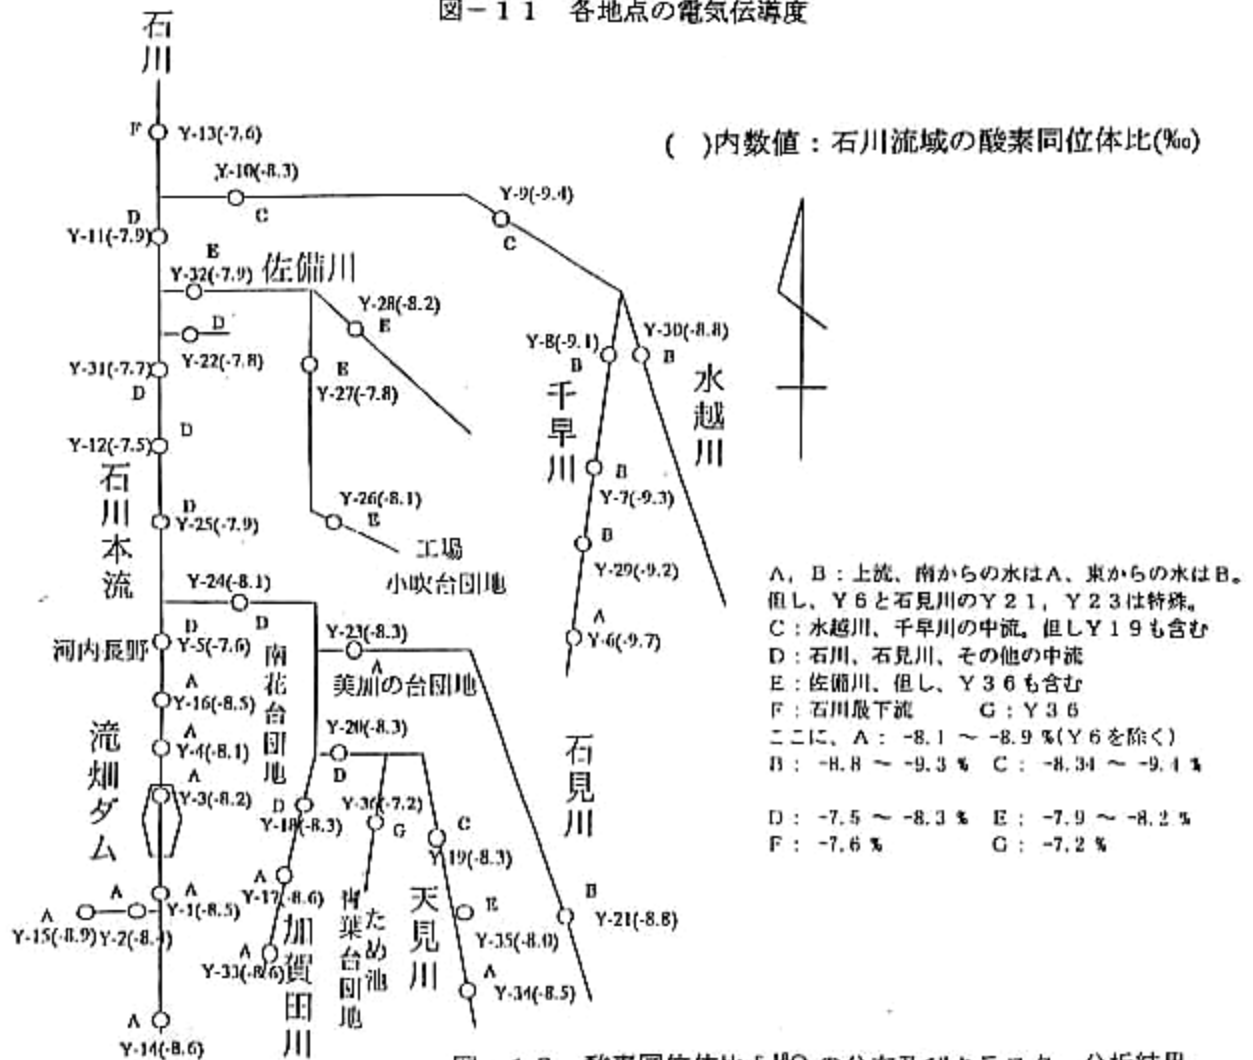 図-11 各地点の電気伝導度
石川
F Y-13(-7.6)
( )内数値:石川流域の酸素同位体比(‰)
Y-10(-8.3)
C
Y-9(-9.4)
C
D
Y-11(-7.9)
E
Y-32(-7.9)
佐備川
Y-28(-8.2)
E
D
Y-22(-7.8)
Y-31(-7.7)
D
E
Y-27(-7.8)
Y-8(-9.1)
B
Y-30(-8.8)
B
千早川
水越川
Y-12(-7.5)
D
石川本流
B
Y-7(-9.3)
D
Y-25(-7.9)
Y-26(-8.1)
E
工場
小吹台団地
B
Y-29(-9.2)
A
Y-6(-9.7)
Y-24(-8.1)
D
河内長野
D
Y-5(-7.6)
南花台団地
Y-23(-8.3)
A
美加の台団地
A
Y-16(-8.5)
A
Y-4(-8.1)
A
Y-3(-8.2)
滝畑ダム
Y-20(-8.3)
D
D
Y-18(-8.3)
Y-36(-7.2)
G
C
Y-19(-8.3)
石見川
A
Y-1(-8.5)
A
Y-2(-8.4)
A
Y-15(-8.9)
A
Y-17(-8.6)
A
Y-33(-8.6)
加賀田川
青葉台団地
ため池
天見川
E
Y-35(-8.0)
B
Y-21(-8.8)
A
Y-34(-8.5)
A
Y-14(-8.6)
A, B:上流、南からの水はA、東からの水はB。
但し、Y6と石見川のY21, Y23は特殊。
C:水越川、千早川の中流。但しY19も含む
D:石川、石見川、その他の中流
E:佐備川、但し、Y36も含む
F:石川最下流 G:Y36
ここに、A: -8.1 ~ -8.9 %(Y6を除く)
B: -8.8 ~ -9.3 % C: -8.34 ~ -9.4 %
D: -7.5 ~ -8.3 % E: -7.9 ~ -8.2 %
F: -7.6 % G: -7.2 %